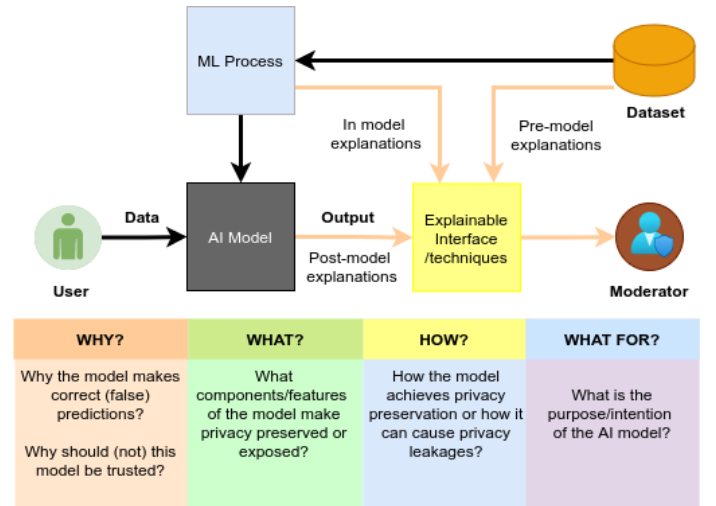 ML Process
Dataset
In model
explanations
Pre-model
explanations
Data
AI Model
Output
Post-model
explanations
Explainable
Interface
/techniques
User
Moderator
WHY?
Why the model makes
correct (false)
predictions?
Why should (not) this
model be trusted?
WHAT?
What
components/features
of the model make
privacy preserved or
exposed?
HOW?
How the model
achieves privacy
preservation or how it
can cause privacy
leakages?
WHAT FOR?
What is the
purpose/intention
of the AI model?